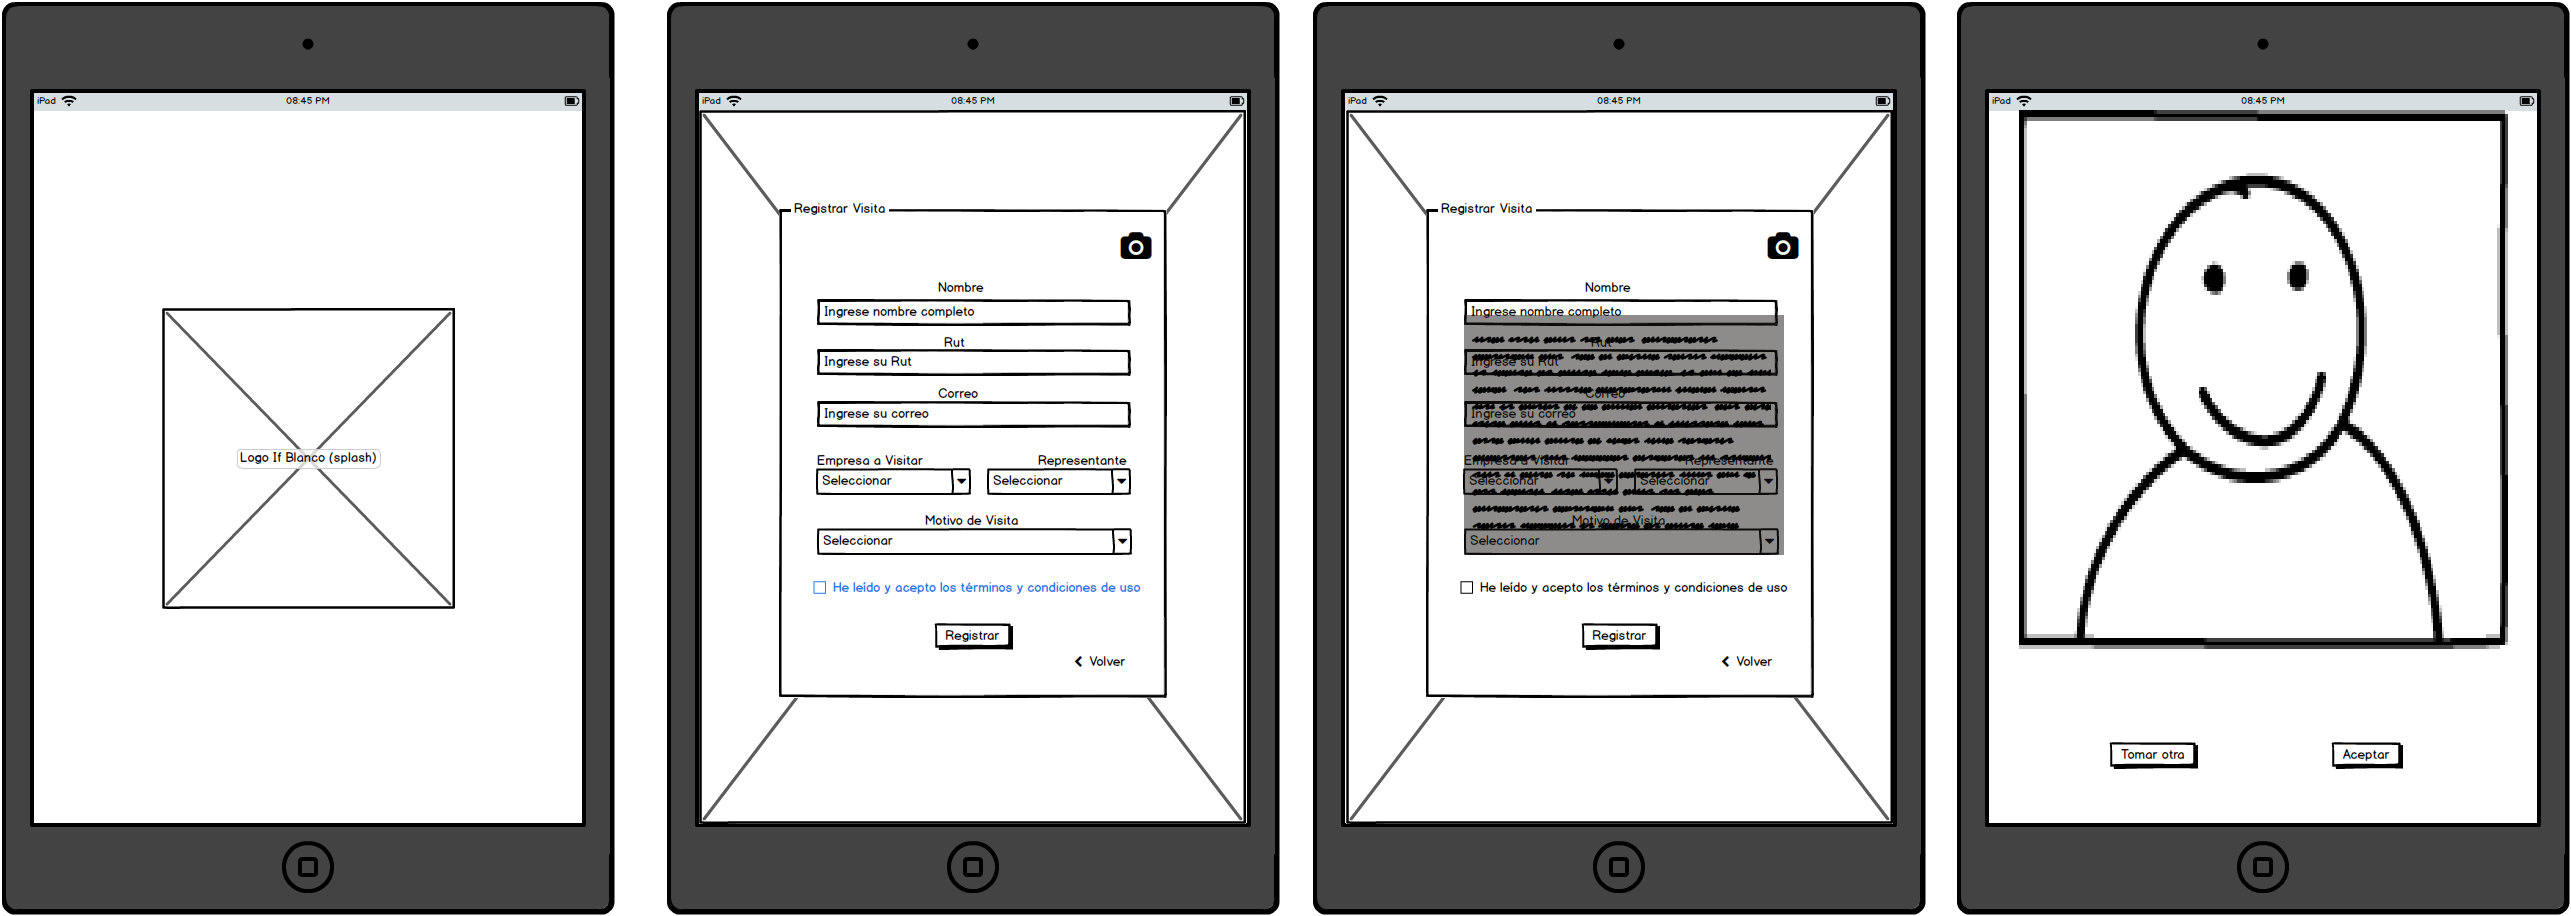 iPad 08:45 PM
Logo If Blanco (splash)
iPad 08:45 PM
Registrar Visita
Nombre
Ingrese nombre completo
Rut
Ingrese su Rut
Correo
Ingrese su correo
Empresa a Visitar Representante
Seleccionar Seleccionar
Motivo de Visita
Seleccionar
He leído y acepto los términos y condiciones de uso
Registrar
Volver
iPad 08:45 PM
Registrar Visita
Nombre
Ingrese nombre completo
Rut
Ingrese su Rut
Correo
Ingrese su correo
Empresa a Visitar Representante
Seleccionar Seleccionar
Motivo de Visita
Seleccionar
He leído y acepto los términos y condiciones de uso
Registrar
Volver
iPad 08:45 PM
Tomar otra Aceptar